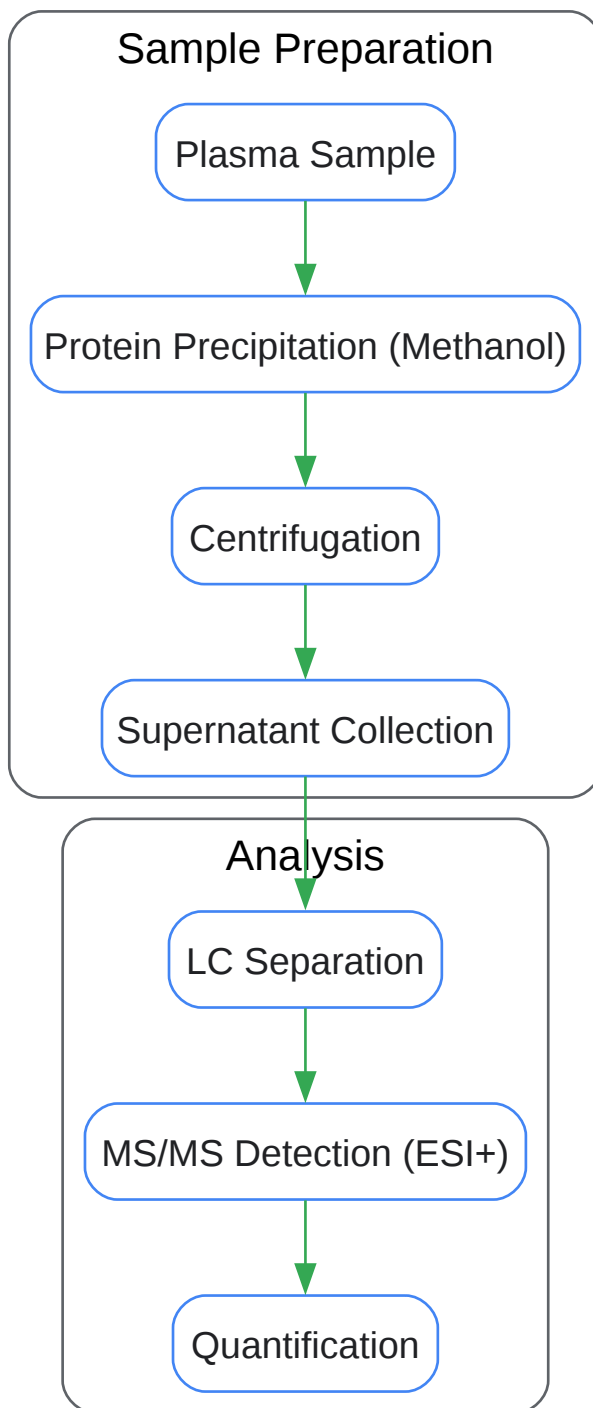 Sample Preparation
Plasma Sample
Protein Precipitation (Methanol)
Centrifugation
Supernatant Collection
Analysis
LC Separation
MS/MS Detection (ESI+)
Quantification